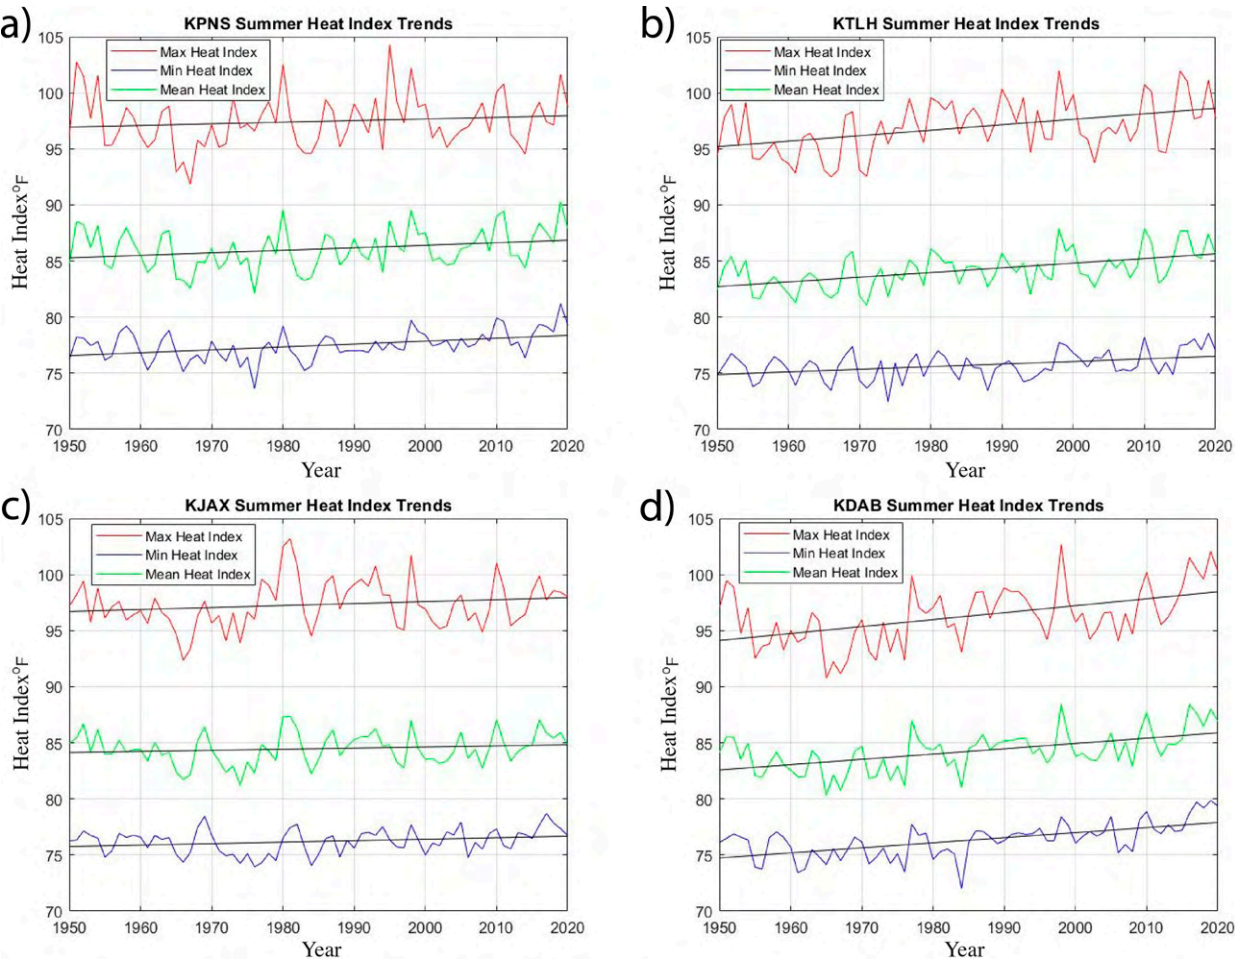 a)
KPNS Summer Heat Index Trends
Max Heat Index
Min Heat Index
Mean Heat Index
105
100
95
90
85
80
75
70
Heat Index°F
1950 1960 1970 1980 1990 2000 2010 2020
Year
b)
KTLH Summer Heat Index Trends
Max Heat Index
Min Heat Index
Mean Heat Index
105
100
95
90
85
80
75
70
Heat Index°F
1950 1960 1970 1980 1990 2000 2010 2020
Year
c)
KJAX Summer Heat Index Trends
Max Heat Index
Min Heat Index
Mean Heat Index
105
100
95
90
85
80
75
70
Heat Index°F
1950 1960 1970 1980 1990 2000 2010 2020
Year
d)
KDAB Summer Heat Index Trends
Max Heat Index
Min Heat Index
Mean Heat Index
105
100
95
90
85
80
75
70
Heat Index°F
1950 1960 1970 1980 1990 2000 2010 2020
Year